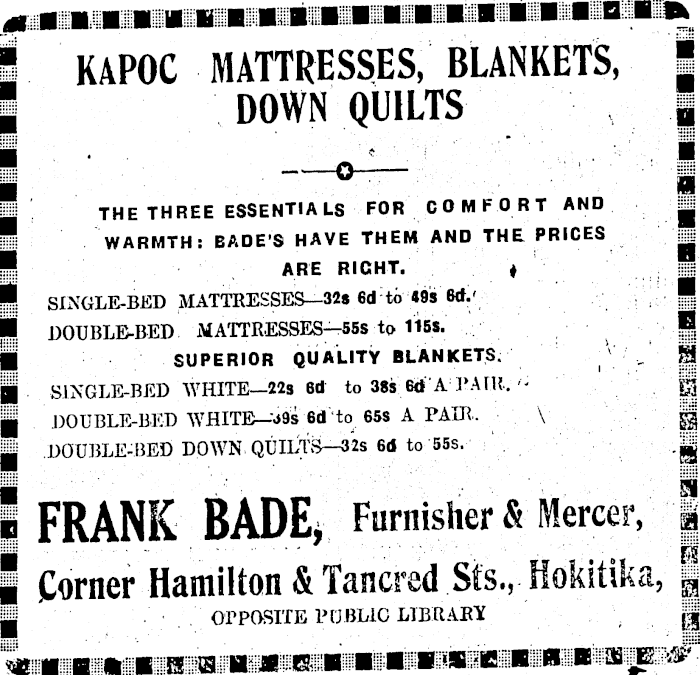 KAPOC MATTRESSES, BLANKETS,
DOWN QUILTS
THE THREE ESSENTIALS FOR COMFORT AND
WARMTH: BADE'S HAVE THEM AND THE PRICES
ARE RIGHT.
SINGLE-BED MATTRESSES—32s 6d to 49s 6d.
DOUBLE-BED MATTRESSES—55s to 115s.
SUPERIOR QUALITY BLANKETS.
SINGLE-BED WHITE—22s 6d to 38s 6d A PAIR.
DOUBLE-BED WHITE—39s 6d to 65s A PAIR.
DOUBLE-BED DOWN QUILTS—32s 6d to 55s.
FRANK BADE, Furnisher & Mercer,
Corner Hamilton & Tancred Sts., Hokitika,
OPPOSITE PUBLIC LIBRARY